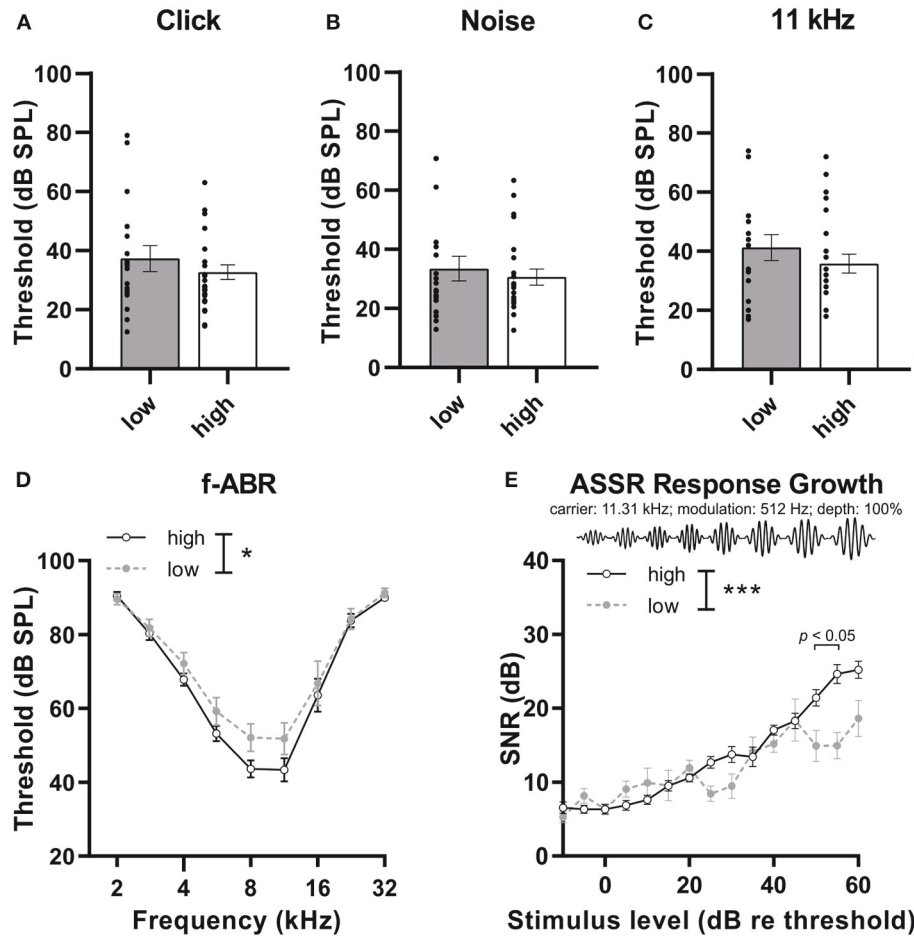 A Click
Threshold (dB SPL)
100
80
60
40
20
0
low high
B Noise
Threshold (dB SPL)
100
80
60
40
20
0
low high
C 11 kHz
Threshold (dB SPL)
100
80
60
40
20
0
low high
D f-ABR
high
low
*
Threshold (dB SPL)
100
80
60
40
20
2 4 8 16 32
Frequency (kHz)
E ASSR Response Growth
carrier: 11.31 kHz; modulation: 512 Hz; depth: 100%
high
low
***
p < 0.05
SNR (dB)
40
30
20
10
0
0 20 40 60
Stimulus level (dB re threshold)